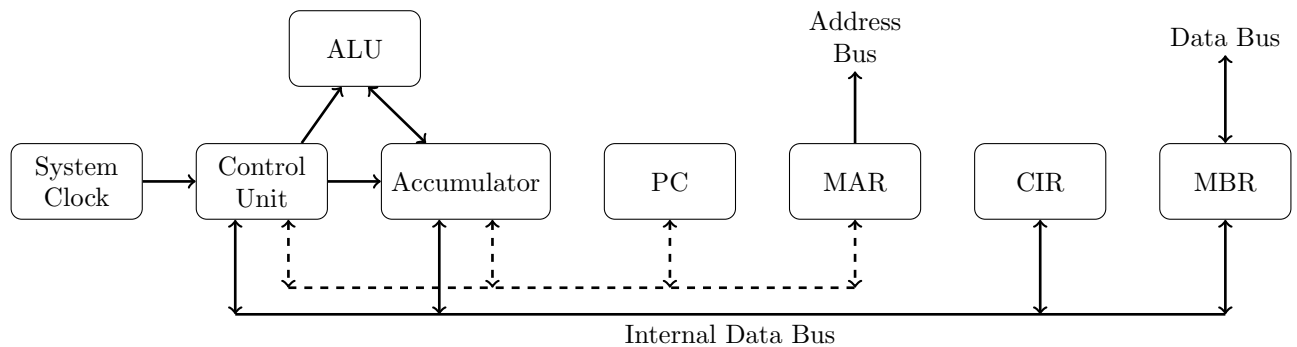 ALU
Address
Bus
Data Bus
System
Clock
Control
Unit
Accumulator
PC
MAR
CIR
MBR
Internal Data Bus